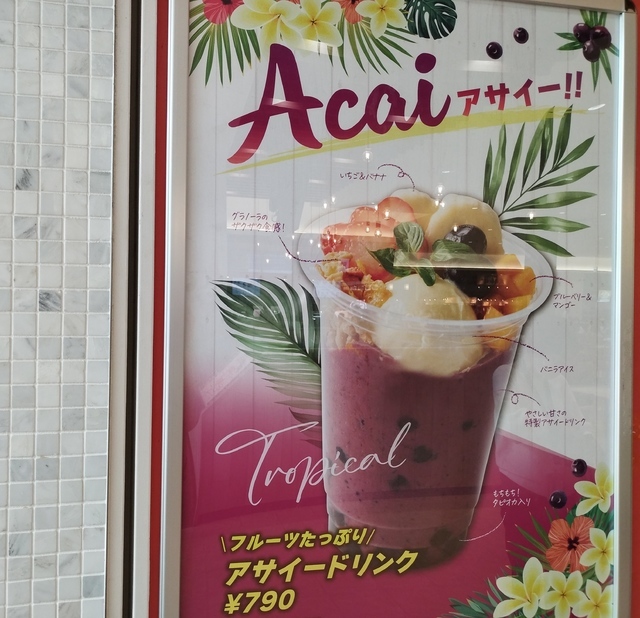 Acai アサイー!!
いちご&バナナ
グラノーラの
ザクザク食感!
ブルーベリー&
マンゴー
バニラアイス
やさしい甘さの
特製アサイードリンク
Tropical
もちもち!
タピオカ入り
\フルーツたっぷり/
アサイードリンク
¥790